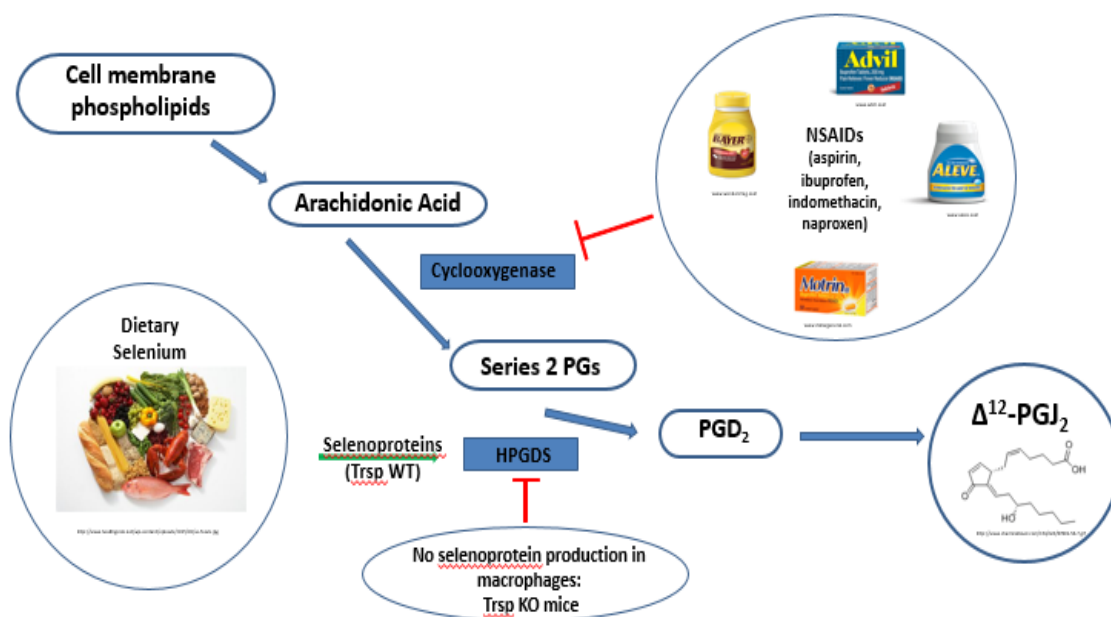 Cell membrane
phospholipids
Arachidonic Acid
Cyclooxygenase
Advil
NSAIDs
(aspirin,
ibuprofen,
indomethacin,
naproxen)
BAYER
ALEVE
Motrin
Dietary
Selenium
Series 2 PGs
Selenoproteins
(Trsp WT)
HPGDS
PGD₂
Δ¹²-PGJ₂
O
OH
O
HO
No selenoprotein production in
macrophages:
Trsp KO mice